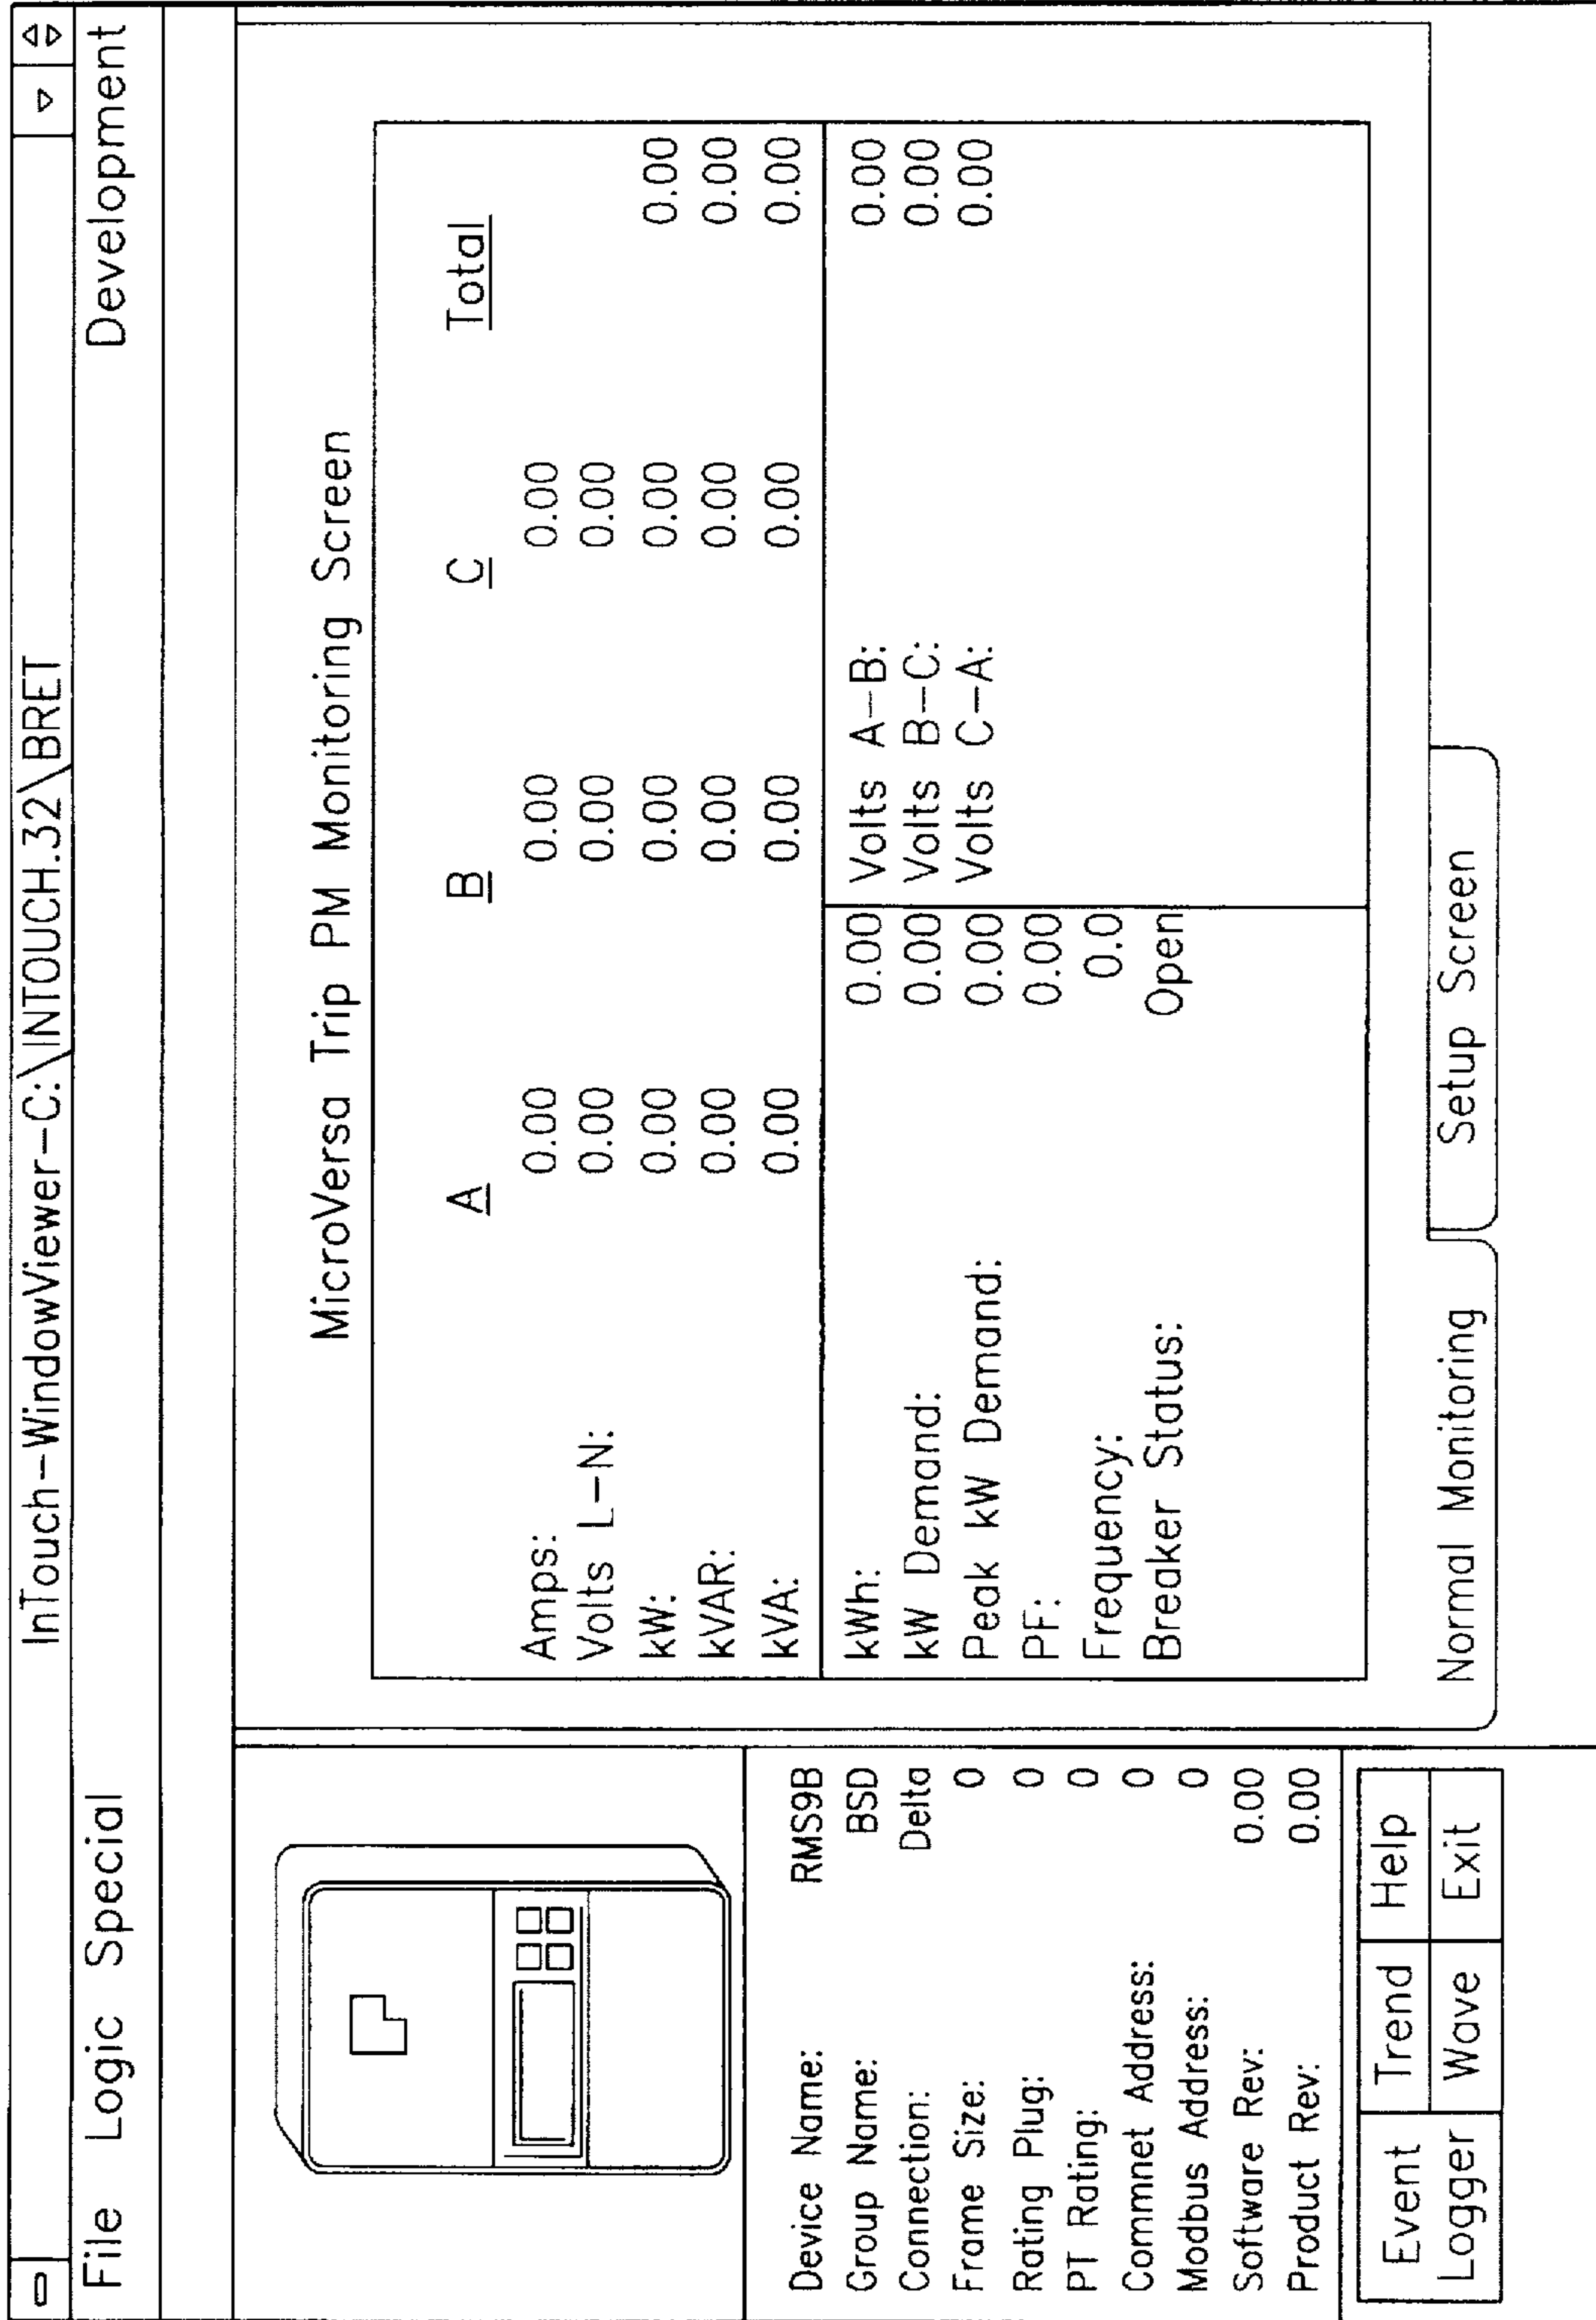 InTouch-WindowViewer-C:\INTOUCH.32\BRET
File Logic Special Development
MicroVersa Trip PM Monitoring Screen
A B C Total
Amps: 0.00 0.00 0.00
Volts L-N: 0.00 0.00 0.00
kW: 0.00 0.00 0.00 0.00
kVAR: 0.00 0.00 0.00 0.00
kVA: 0.00 0.00 0.00 0.00
kWh: 0.00 Volts A-B: 0.00
kW Demand: 0.00 Volts B-C: 0.00
Peak kW Demand: 0.00 Volts C-A: 0.00
PF: 0.00
Frequency: 0.0
Breaker Status: Open
Normal Monitoring Setup Screen
Device Name: RMS9B
Group Name: BSD
Connection: Delta
Frame Size: 0
Rating Plug: 0
PT Rating: 0
Commnet Address: 0
Modbus Address: 0
Software Rev: 0.00
Product Rev: 0.00
Event Trend Help
Logger Wave Exit